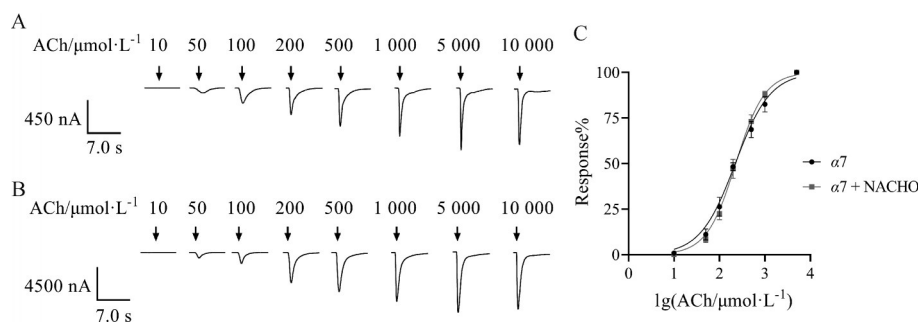 A
ACh/μmol·L⁻¹ 10 50 100 200 500 1 000 5 000 10 000
450 nA
7.0 s
B
ACh/μmol·L⁻¹ 10 50 100 200 500 1 000 5 000 10 000
4500 nA
7.0 s
C
Response%
100
75
50
25
0
0 1 2 3 4
lg(ACh/μmol·L⁻¹)
α7
α7 + NACHO